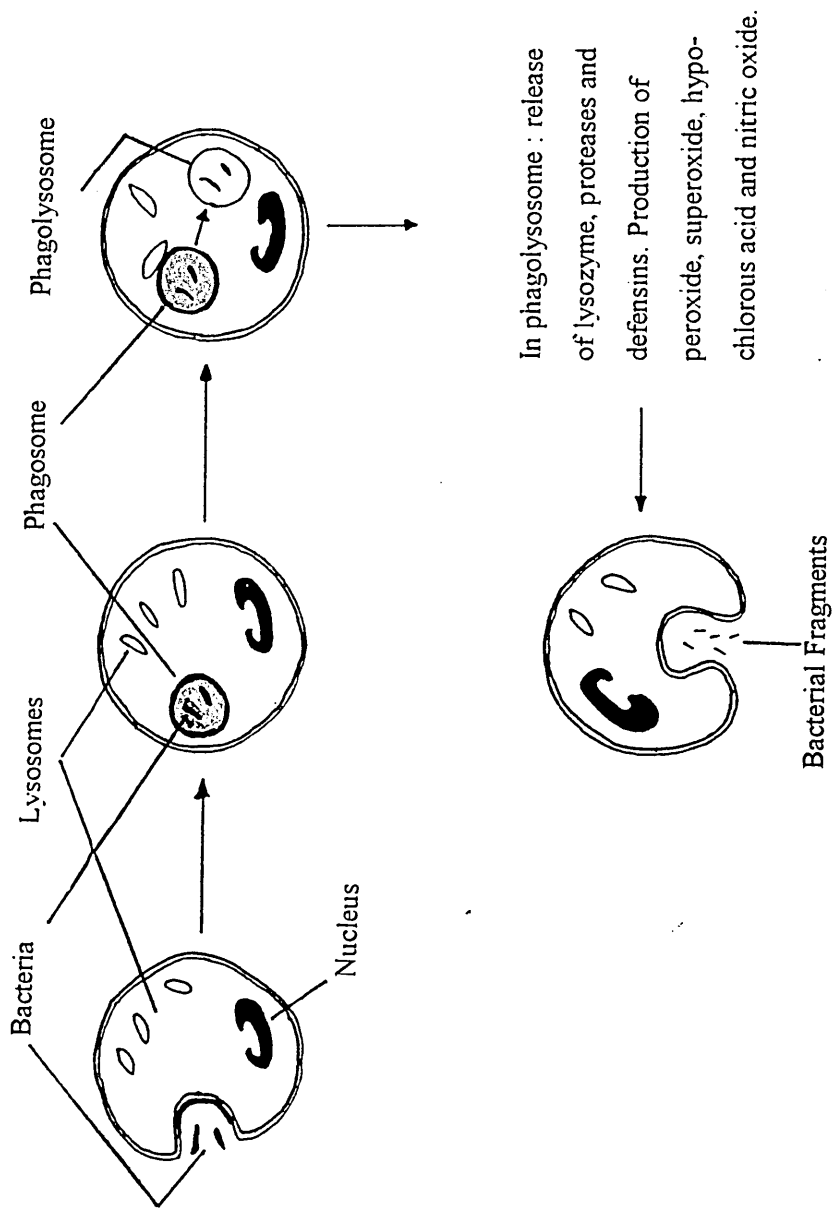 Bacteria
Lysosomes
Phagosome
Phagolysosome
Nucleus
In phagolysosome : release
of lysozyme, proteases and
defensins. Production of
peroxide, superoxide, hypo-
chlorous acid and nitric oxide.
Bacterial Fragments